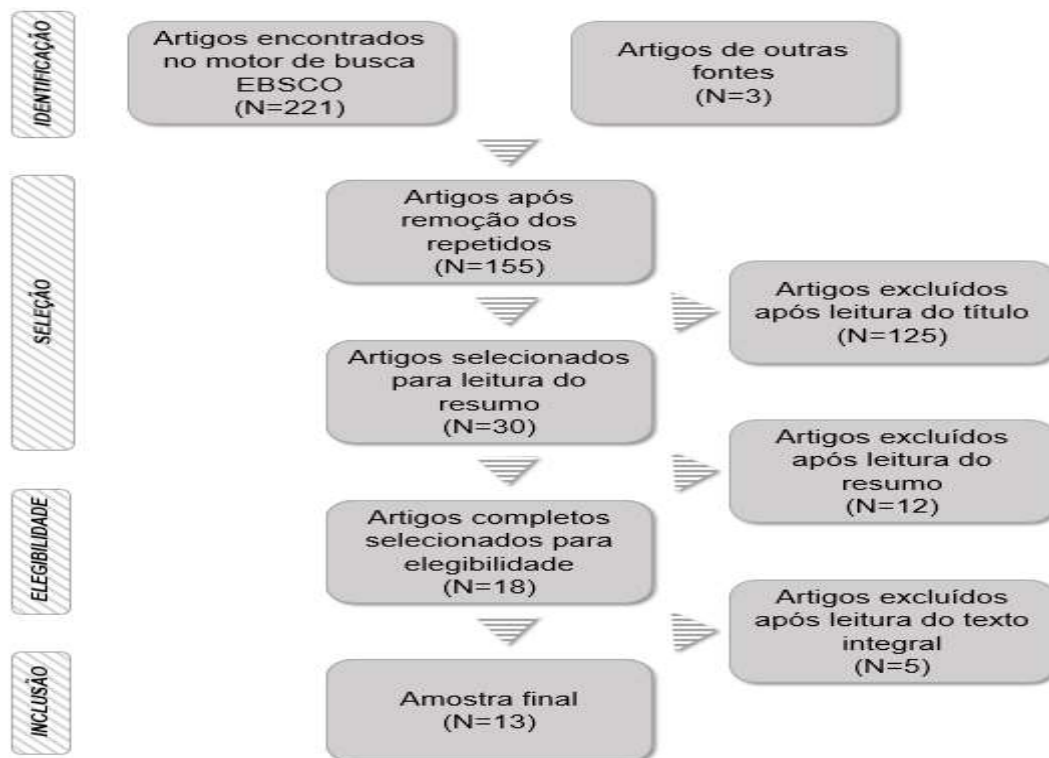 IDENTIFICAÇÃO
Artigos encontrados
no motor de busca
EBSCO
(N=221)
Artigos de outras
fontes
(N=3)
SELEÇÃO
Artigos após
remoção dos
repetidos
(N=155)
Artigos excluídos
após leitura do título
(N=125)
Artigos selecionados
para leitura do
resumo
(N=30)
Artigos excluídos
após leitura do
resumo
(N=12)
ELEGIBILIDADE
Artigos completos
selecionados para
elegibilidade
(N=18)
Artigos excluídos
após leitura do texto
integral
(N=5)
INCLUSÃO
Amostra final
(N=13)